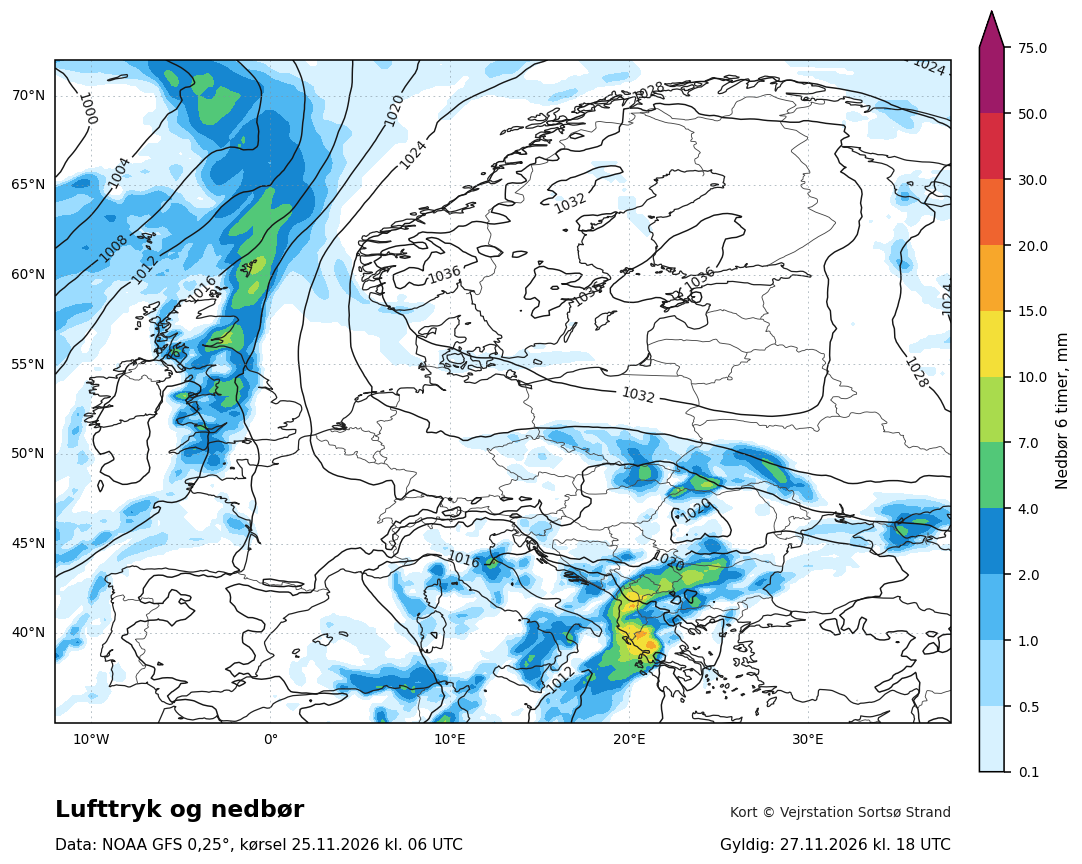 1024
75.0
1000
1020
1028
70°N
50.0
1004
1024
65°N
30.0
1032
1008
20.0
1012
1016
1036
1036
1036
60°N
1024
15.0
55°N
1028
10.0
1032
Nedbør 6 timer, mm
50°N
7.0
1020
4.0
45°N
1016
1020
2.0
40°N
1.0
1012
0.5
10°W
0°
10°E
20°E
30°E
0.1
Lufttryk og nedbør
Kort © Vejrstation Sortsø Strand
Data: NOAA GFS 0,25°, kørsel 25.11.2026 kl. 06 UTC
Gyldig: 27.11.2026 kl. 18 UTC